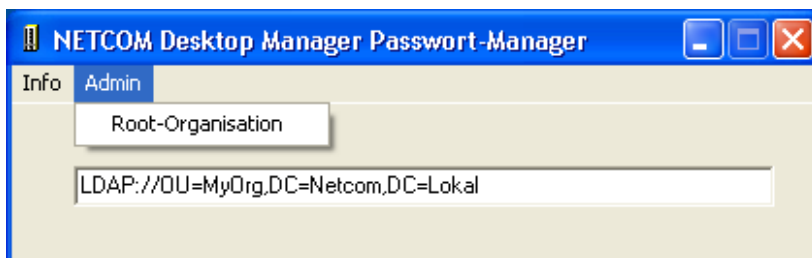 NETCOM Desktop Manager Passwort-Manager
Info Admin
Root-Organisation
LDAP://OU=MyOrg,DC=Netcom,DC=Lokal